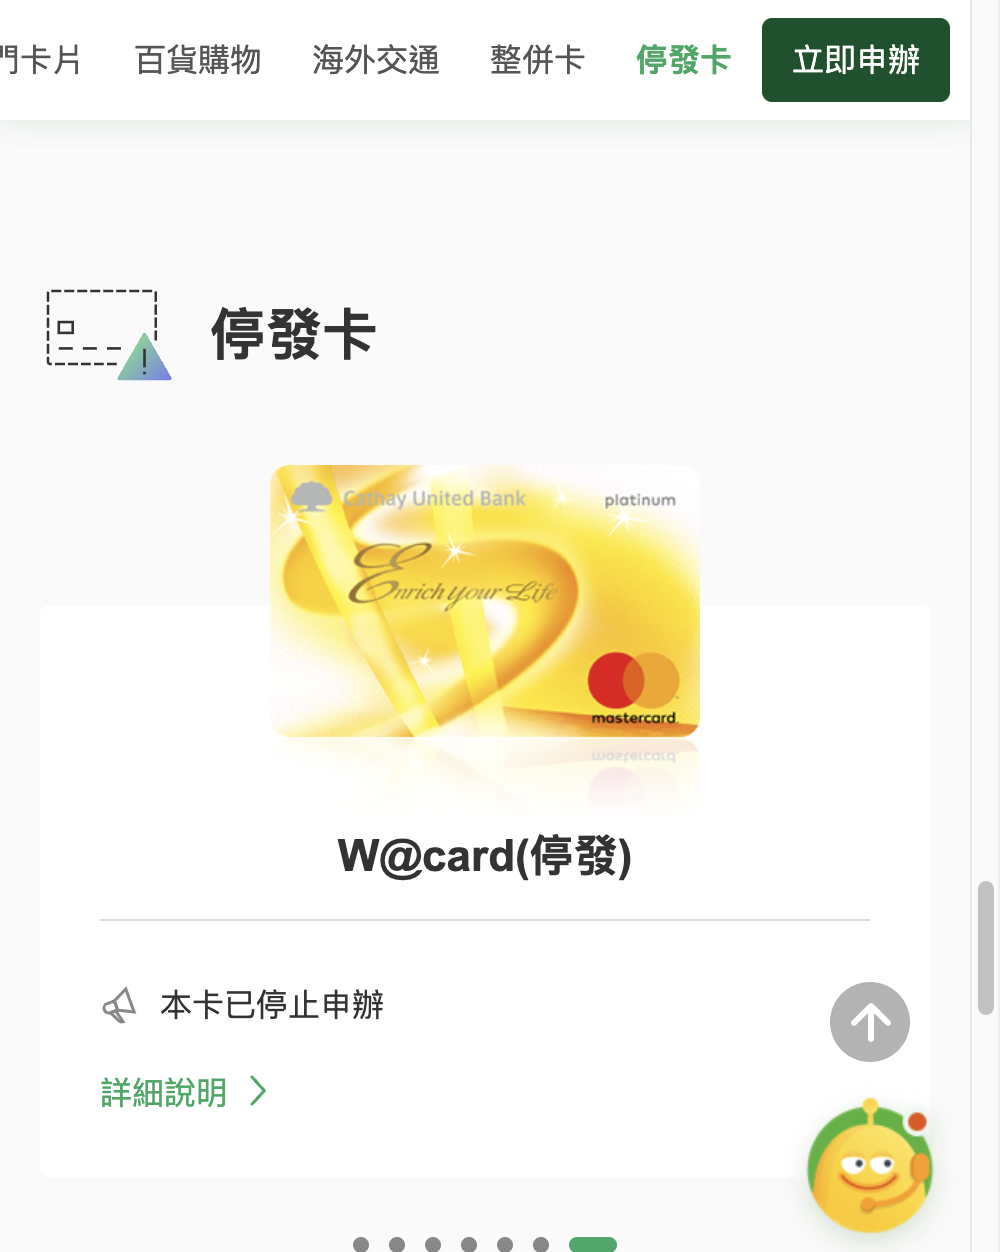 門卡片 百貨購物 海外交通 整併卡 停發卡 立即申辦
停發卡
Cathay United Bank platinum
Enrich your Life
mastercard.
W@card(停發)
本卡已停止申辦
詳細說明